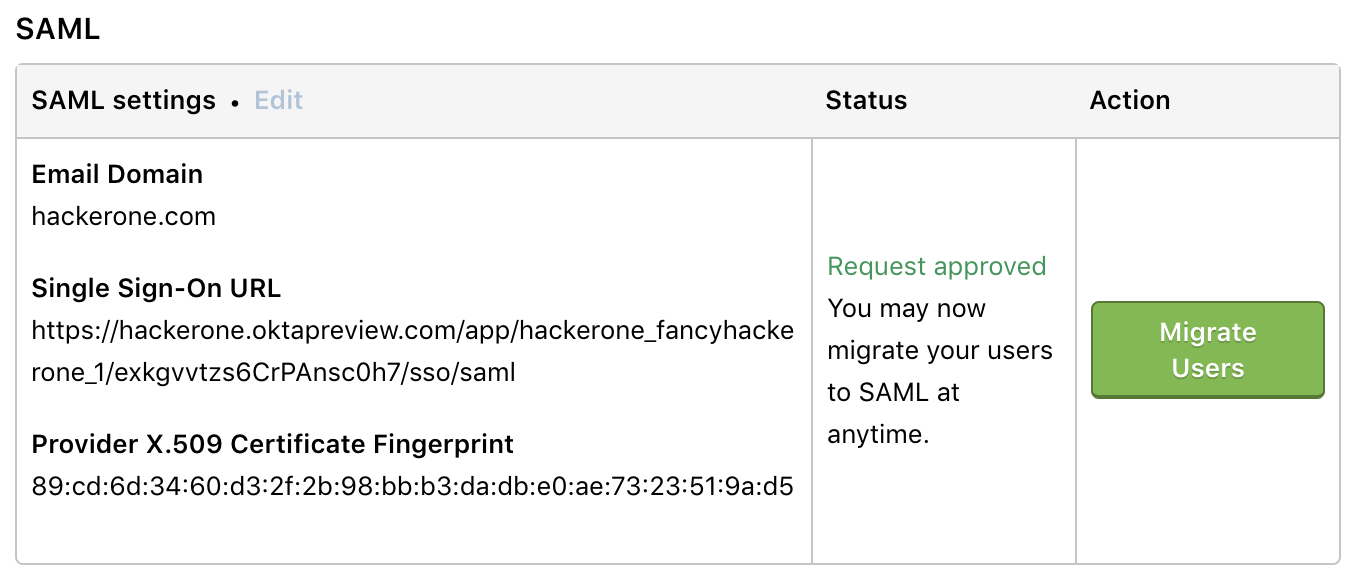 SAML
SAML settings • Edit
Status
Action
Email Domain
hackerone.com
Single Sign-On URL
https://hackerone.oktapreview.com/app/hackerone_fancyhacke
rone_1/exkgvvtzs6CrPAnsc0h7/sso/saml
Provider X.509 Certificate Fingerprint
89:cd:6d:34:60:d3:2f:2b:98:bb:b3:da:db:e0:ae:73:23:51:9a:d5
Request approved
You may now
migrate your users
to SAML at
anytime.
Migrate
Users